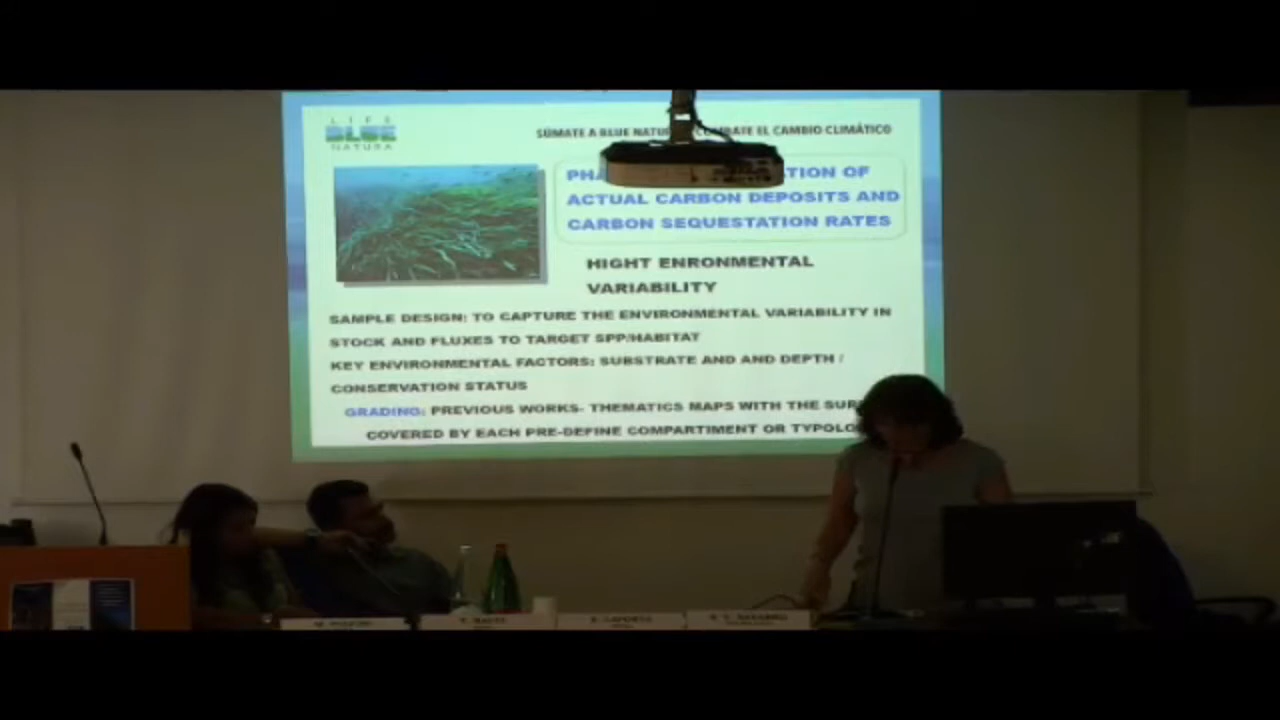 LIFE
BLUE
NATURA
SÚMATE A BLUE NATU COMBATE EL CAMBIO CLIMÁTICO
PHA TION OF
ACTUAL CARBON DEPOSITS AND
CARBON SEQUESTATION RATES
HIGHT ENRONMENTAL
VARIABILITY
SAMPLE DESIGN: TO CAPTURE THE ENVIRONMENTAL VARIABILITY IN
STOCK AND FLUXES TO TARGET SPP/HABITAT
KEY ENVIRONMENTAL FACTORS: SUBSTRATE AND AND DEPTH /
CONSERVATION STATUS
GRADING: PREVIOUS WORKS- THEMATICS MAPS WITH THE SUR
COVERED BY EACH PRE-DEFINE COMPARTIMENT OR TYPOLO